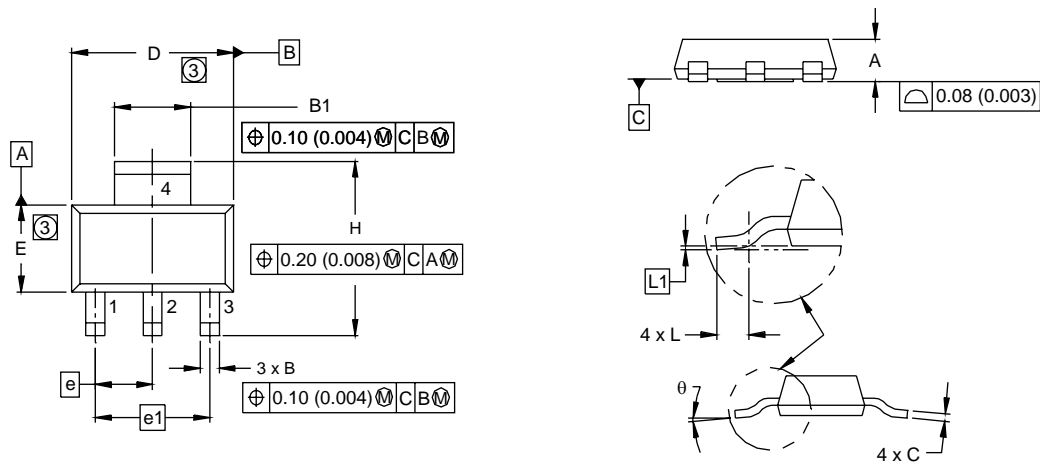 D
B
3
B1
⌖ 0.10 (0.004) Ⓜ C B Ⓜ
A
4
3
E
H
⌖ 0.20 (0.008) Ⓜ C A Ⓜ
1 2 3
3 x B
e
⌖ 0.10 (0.004) Ⓜ C B Ⓜ
e1
A
C
⌓ 0.08 (0.003)
L1
4 x L
θ
4 x C